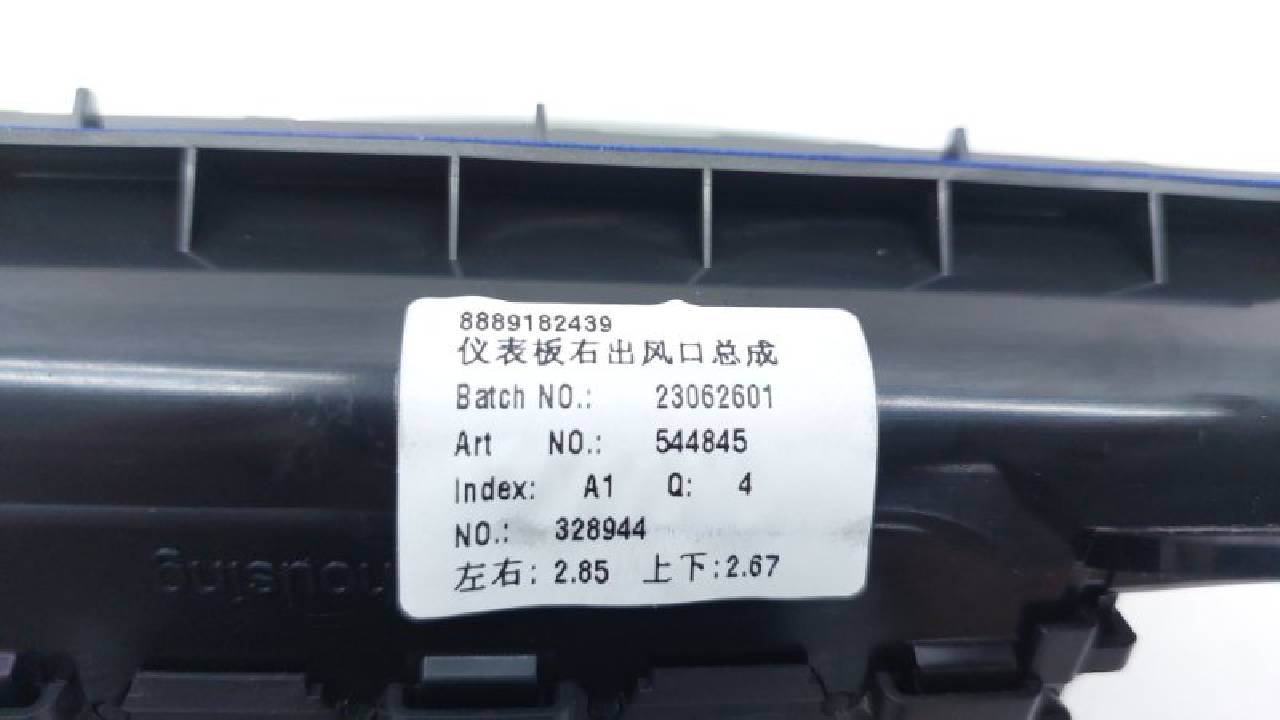 8889182439
仪表板右出风口总成
Batch NO.: 23062601
Art NO.: 544845
Index: A1 Q: 4
NO.: 328944
左右: 2.85 上下:2.67
housing